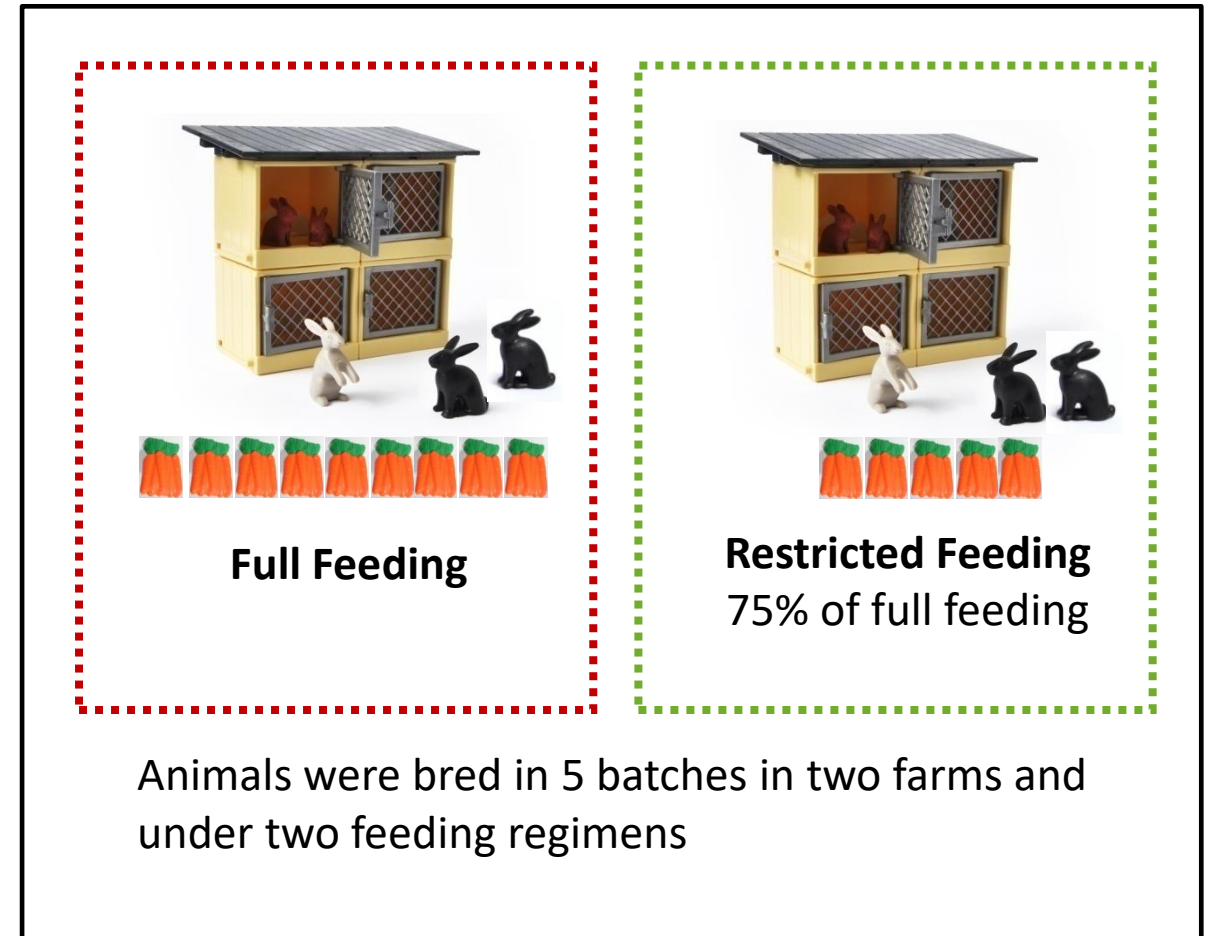 Full Feeding
Restricted Feeding
75% of full feeding
Animals were bred in 5 batches in two farms and
under two feeding regimens